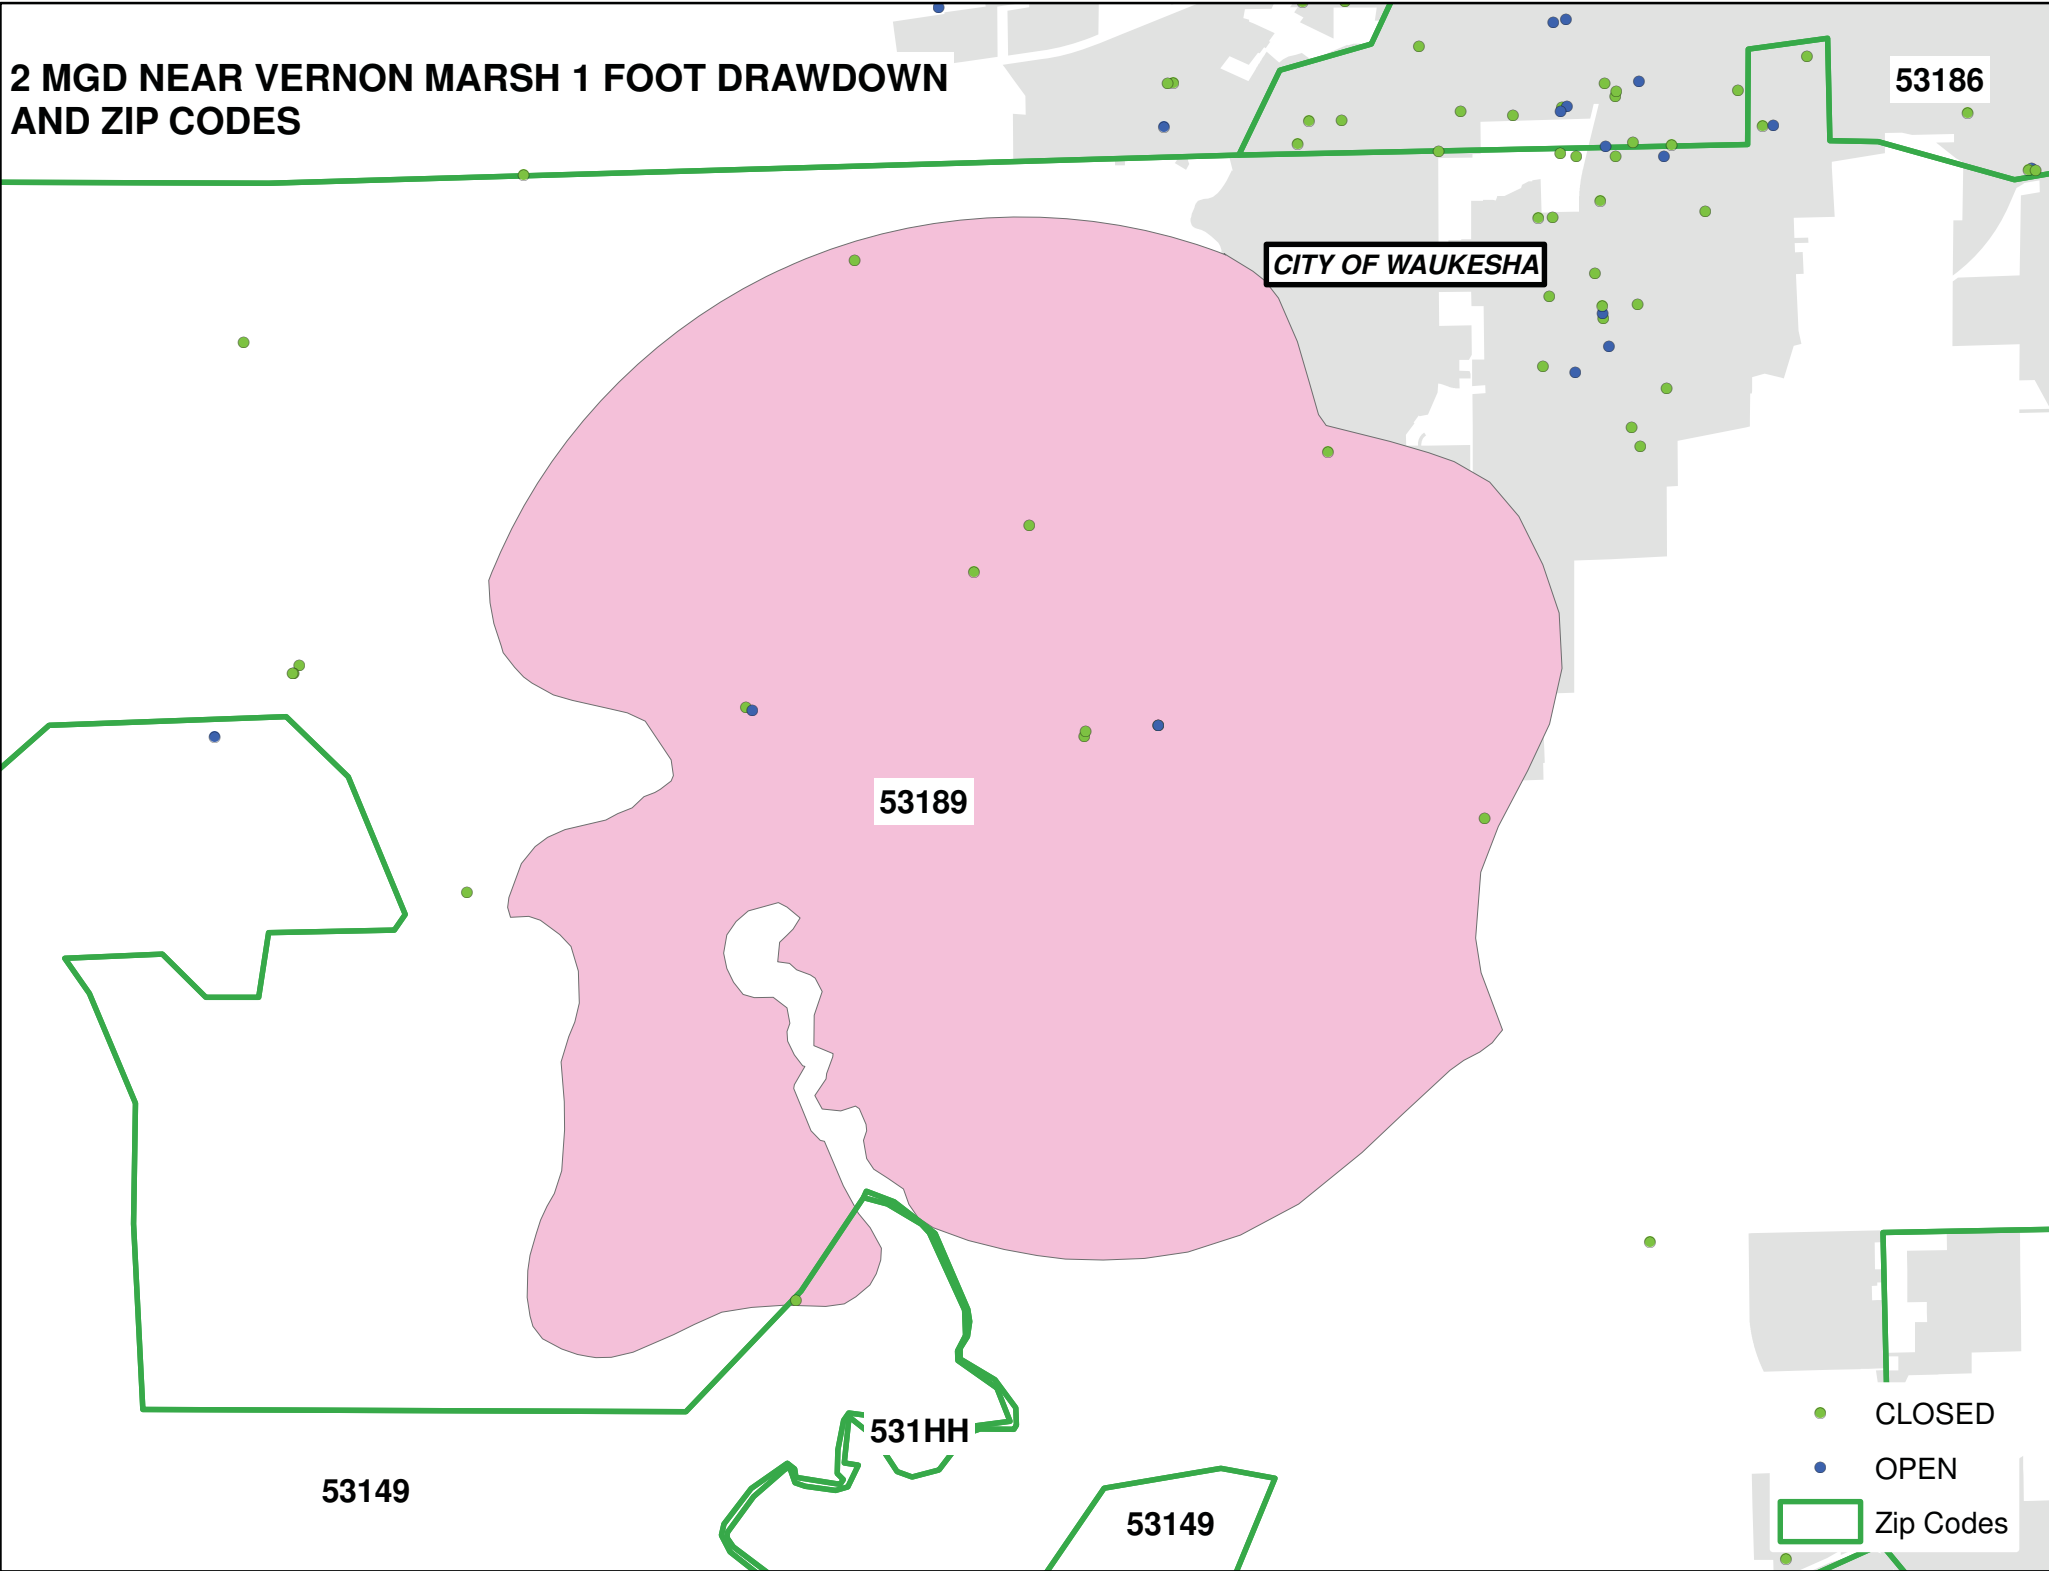 2 MGD NEAR VERNON MARSH 1 FOOT DRAWDOWN
AND ZIP CODES
53186
CITY OF WAUKESHA
53189
531HH
53149
53149
CLOSED
OPEN
Zip Codes